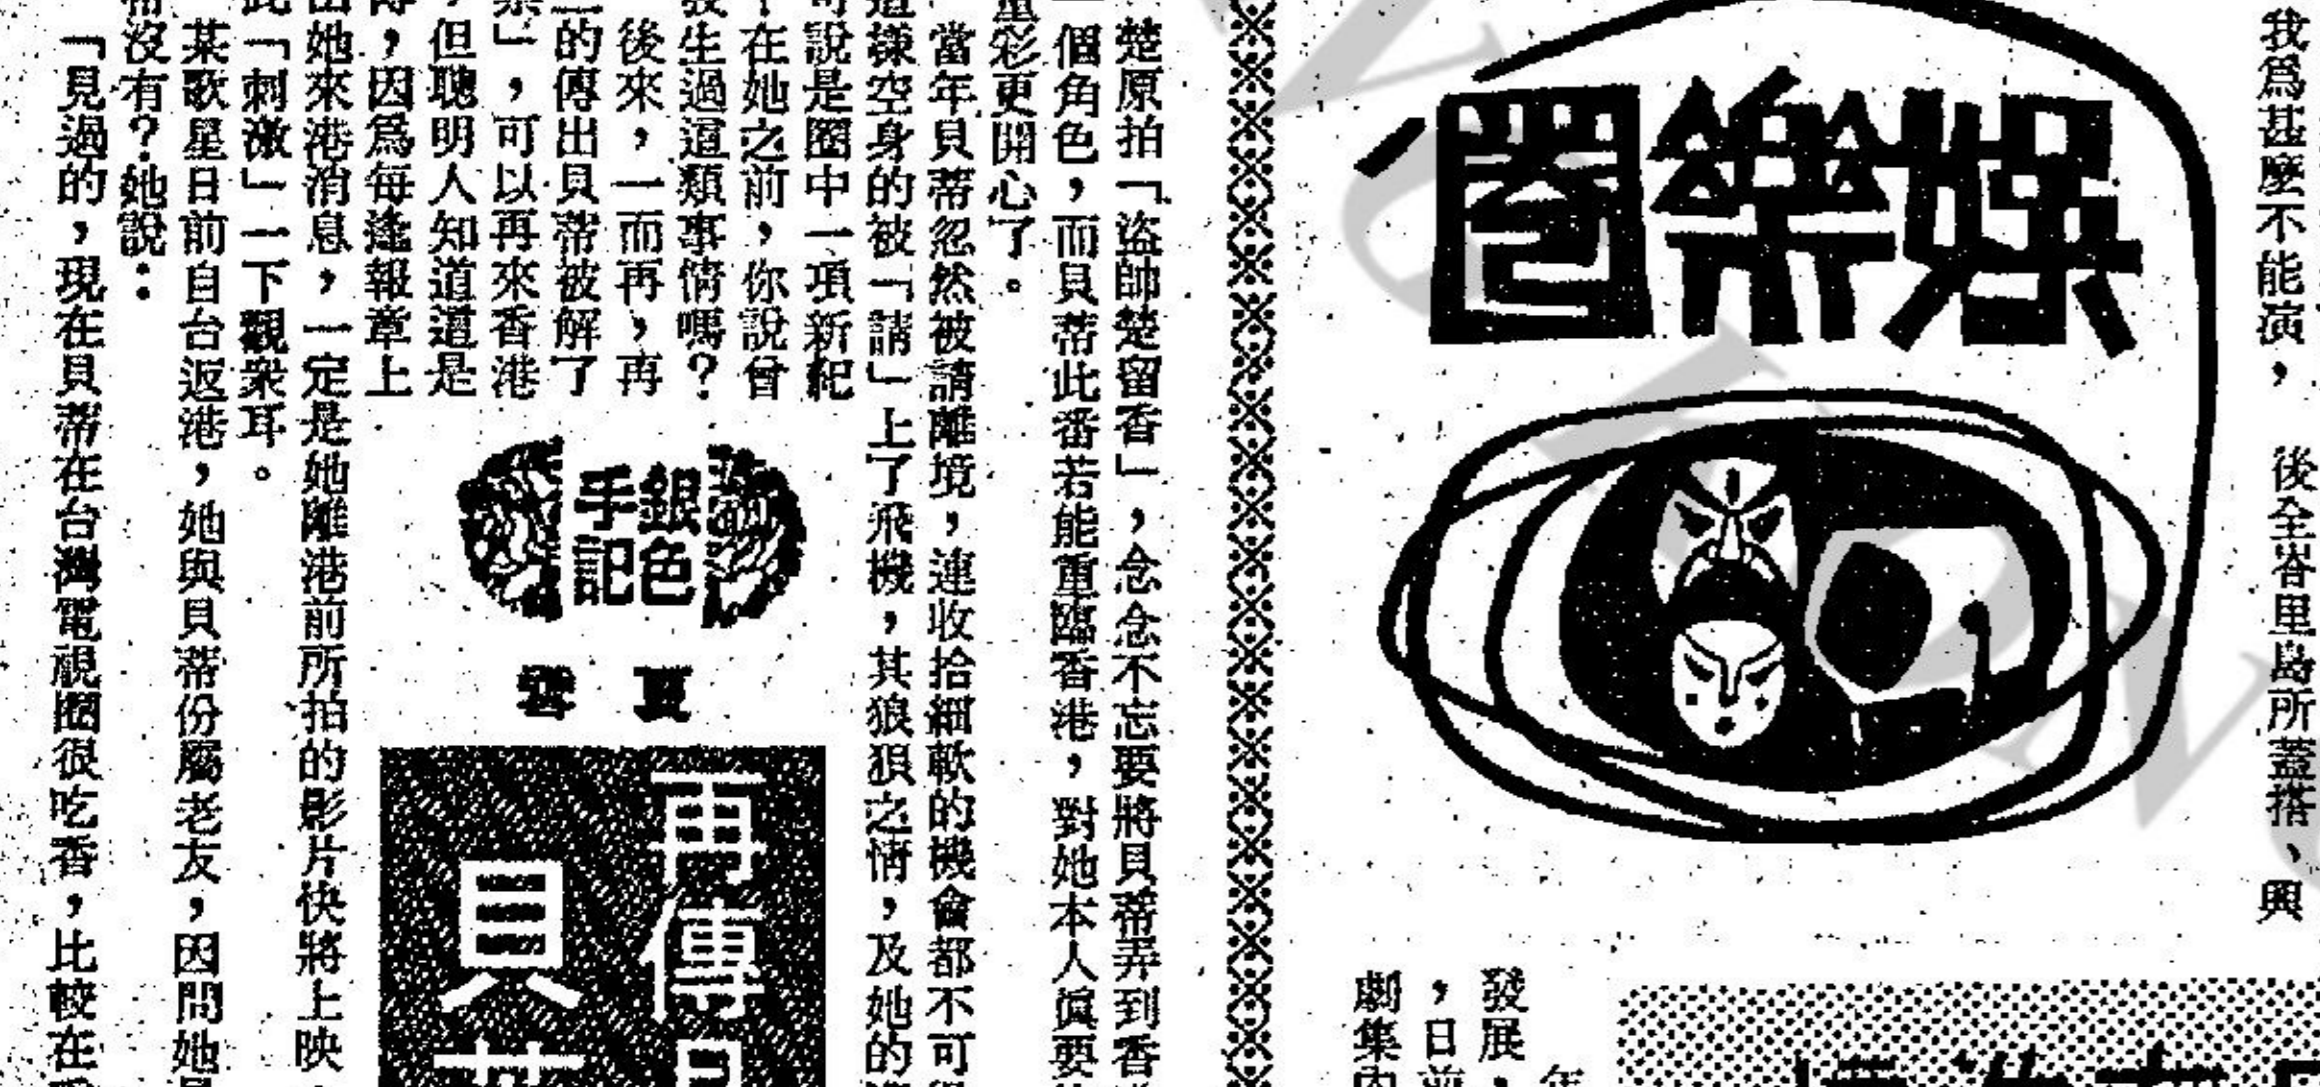 我爲甚麼不能演，
後全峇里島所蓋搭、興
娛樂圈
發展，
，日前
劇集內
楚原拍「盜帥楚留香」，念念不忘要將貝蒂弄到香
一個角色，而貝蒂此番若能重臨香港，對她本人眞要
重彩更開心了。
當年貝蒂忽然被請離境，連收拾細軟的機會都不可
這樣空身的被「請」上了飛機，其狼狽之情，及她的
可說是圈中一項新紀
在她之前，你說曾
發生過這類事情嗎？
後來，一而再，再
的傳出貝蒂被解了
禁」，可以再來香港
，但聰明人知道這是
傳，因爲每逢報章上
出她來港消息，一定是她離港前所拍的影片快將上映
此「刺激」一下觀衆耳。
某歌星日前自台返港，她與貝蒂份屬老友，因問她
沒有？她說：
「見過的，現在貝蒂在台灣電視圈很吃香，比較在
銀色
手記
夏雲
再傳
貝蒂